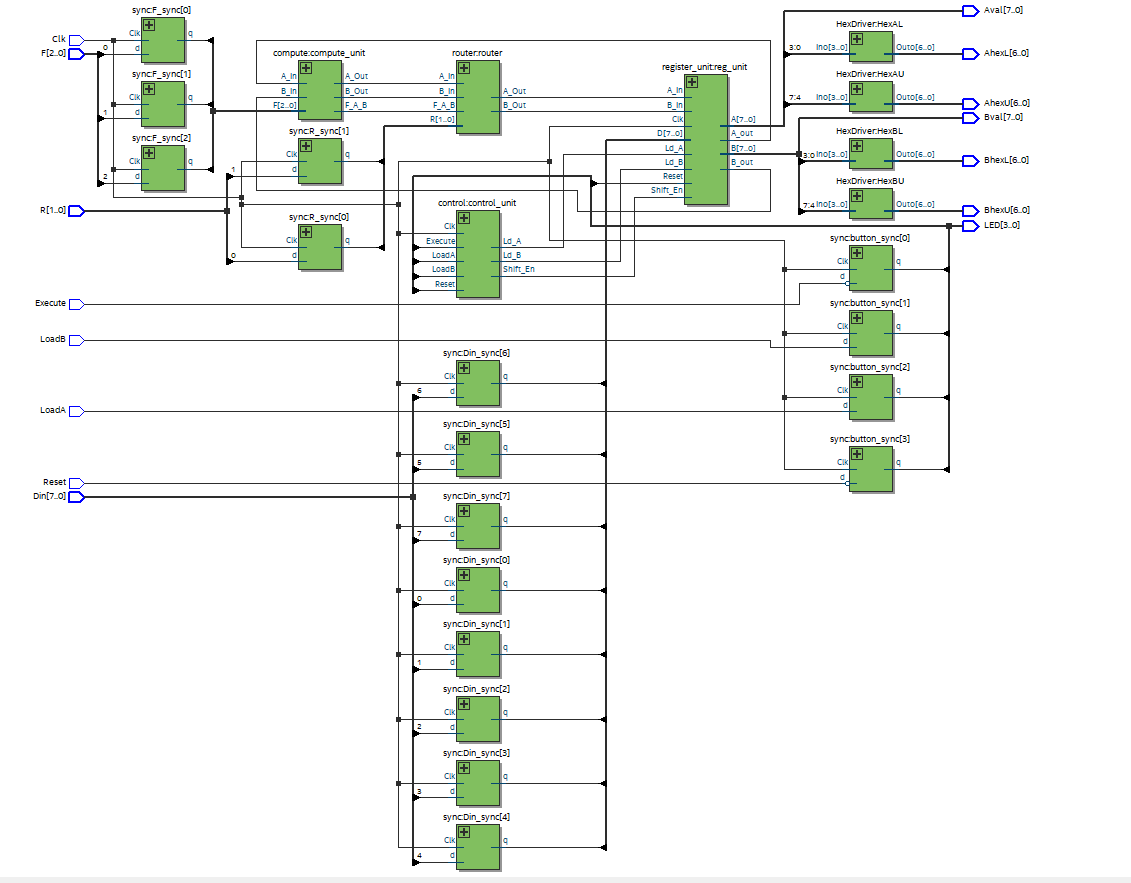 sync:F_sync[0]
Clk
F[2..0]
0
Clk
d
q
sync:F_sync[1]
1
Clk
d
q
sync:F_sync[2]
2
Clk
d
q
compute:compute_unit
A_In
B_In
F[2..0]
A_Out
B_Out
F_A_B
router:router
A_In
B_In
F_A_B
R[1..0]
A_Out
B_Out
register_unit:reg_unit
A_In
B_In
Clk
D[7..0]
Ld_A
Ld_B
Reset
Shift_En
A[7..0]
A_out
B[7..0]
B_out
Aval[7..0]
HexDriver:HexAL
3:0
Ino[3..0]
Outo[6..0]
AhexL[6..0]
HexDriver:HexAU
7:4
Ino[3..0]
Outo[6..0]
AhexU[6..0]
Bval[7..0]
HexDriver:HexBL
3:0
Ino[3..0]
Outo[6..0]
BhexL[6..0]
HexDriver:HexBU
7:4
Ino[3..0]
Outo[6..0]
BhexU[6..0]
LED[3..0]
R[1..0]
sync:R_sync[1]
1
Clk
d
q
sync:R_sync[0]
0
Clk
d
q
control:control_unit
Clk
Execute
LoadA
LoadB
Reset
Ld_A
Ld_B
Shift_En
sync:button_sync[0]
Clk
d
q
Execute
sync:button_sync[1]
Clk
d
q
LoadB
sync:button_sync[2]
Clk
d
q
LoadA
sync:button_sync[3]
Clk
d
q
Reset
Din[7..0]
sync:Din_sync[6]
Clk
6
d
q
sync:Din_sync[5]
Clk
5
d
q
sync:Din_sync[7]
Clk
7
d
q
sync:Din_sync[0]
Clk
0
d
q
sync:Din_sync[1]
Clk
1
d
q
sync:Din_sync[2]
Clk
2
d
q
sync:Din_sync[3]
Clk
3
d
q
sync:Din_sync[4]
Clk
4
d
q